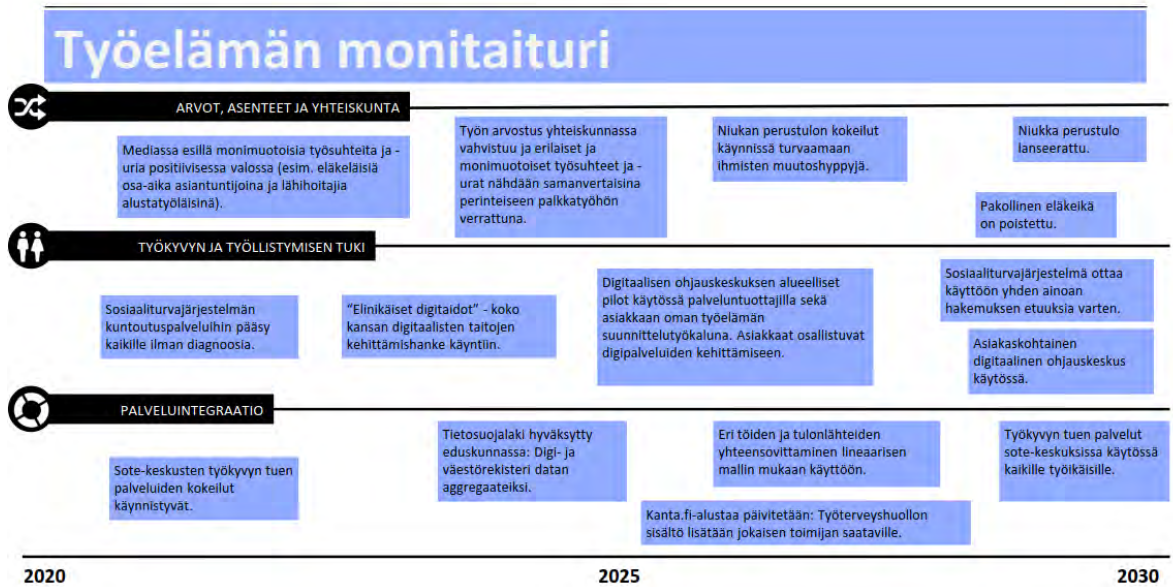 Työelämän monitaituri
ARVOT, ASENTEET JA YHTEISKUNTA
Mediassa esillä monimuotoisia työsuhteita ja -
uria positiivisessa valossa (esim. eläkeläisiä
osa-aika asiantuntijoina ja lähihoitajia
alustatyöläisinä).
Työn arvostus yhteiskunnassa
vahvistuu ja erilaiset ja
monimuotoiset työsuhteet ja -
urat nähdään samanvertaisina
perinteiseen palkkatyöhön
verrattuna.
Niukan perustulon kokeilut
käynnissä turvaamaan
ihmisten muutoshyppyjä.
Niukka perustulo
lanseerattu.
Pakollinen eläkeikä
on poistettu.
TYÖKYVYN JA TYÖLLISTYMISEN TUKI
Sosiaaliturvajärjestelmän
kuntoutuspalveluihin pääsy
kaikille ilman diagnoosia.
"Elinikäiset digitaidot" - koko
kansan digitaalisten taitojen
kehittämishanke käyntiin.
Digitaalisen ohjauskeskuksen alueelliset
pilot käytössä palveluntuottajilla sekä
asiakkaan oman työelämän
suunnittelutyökaluna. Asiakkaat osallistuvat
digipalveluiden kehittämiseen.
Sosiaaliturvajärjestelmä ottaa
käyttöön yhden ainoan
hakemuksen etuuksia varten.
Asiakaskohtainen
digitaalinen ohjauskeskus
käytössä.
PALVELUINTEGRAATIO
Sote-keskusten työkyvyn tuen
palveluiden kokeilut
käynnistyvät.
Tietosuojalaki hyväksytty
eduskunnassa: Digi- ja
väestörekisteri datan
aggregaateiksi.
Eri töiden ja tulonlähteiden
yhteensovittaminen lineaarisen
mallin mukaan käyttöön.
Kanta.fi-alustaa päivitetään: Työterveyshuollon
sisältö lisätään jokaisen toimijan saataville.
Työkyvyn tuen palvelut
sote-keskuksissa käytössä
kaikille työikäisille.
2020
2025
2030